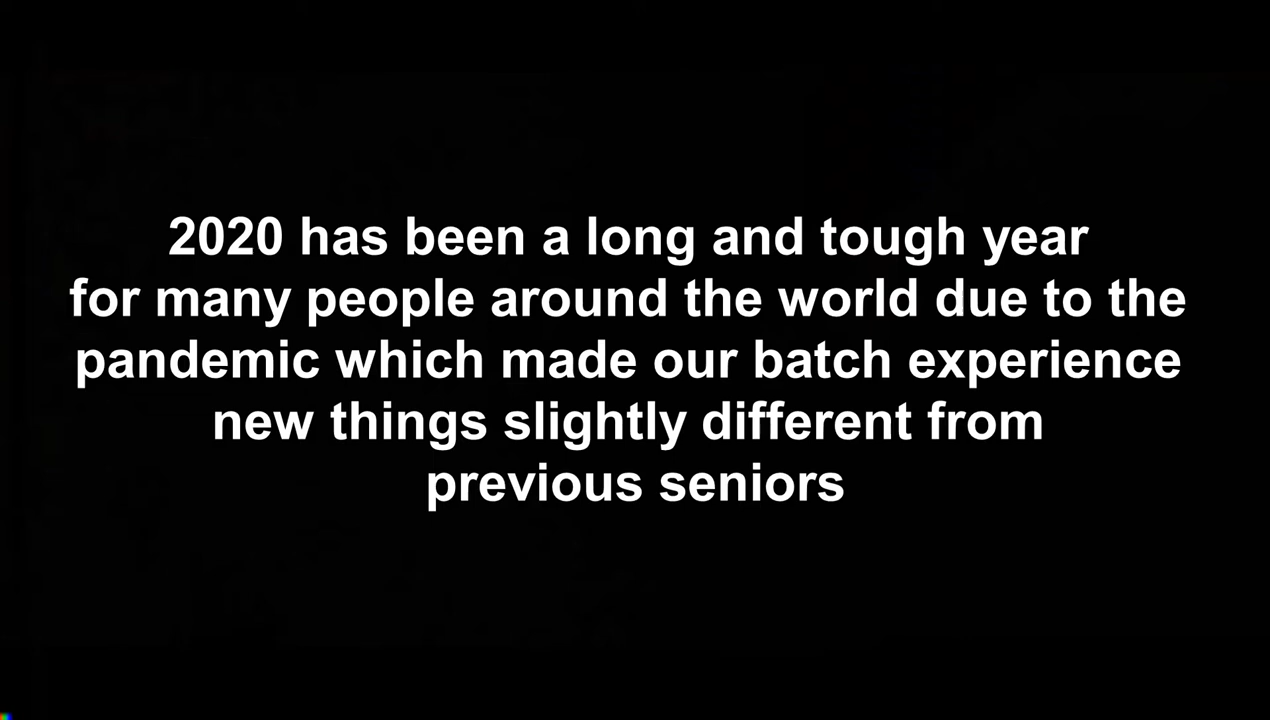 2020 has been a long and tough year
for many people around the world due to the
pandemic which made our batch experience
new things slightly different from
previous seniors